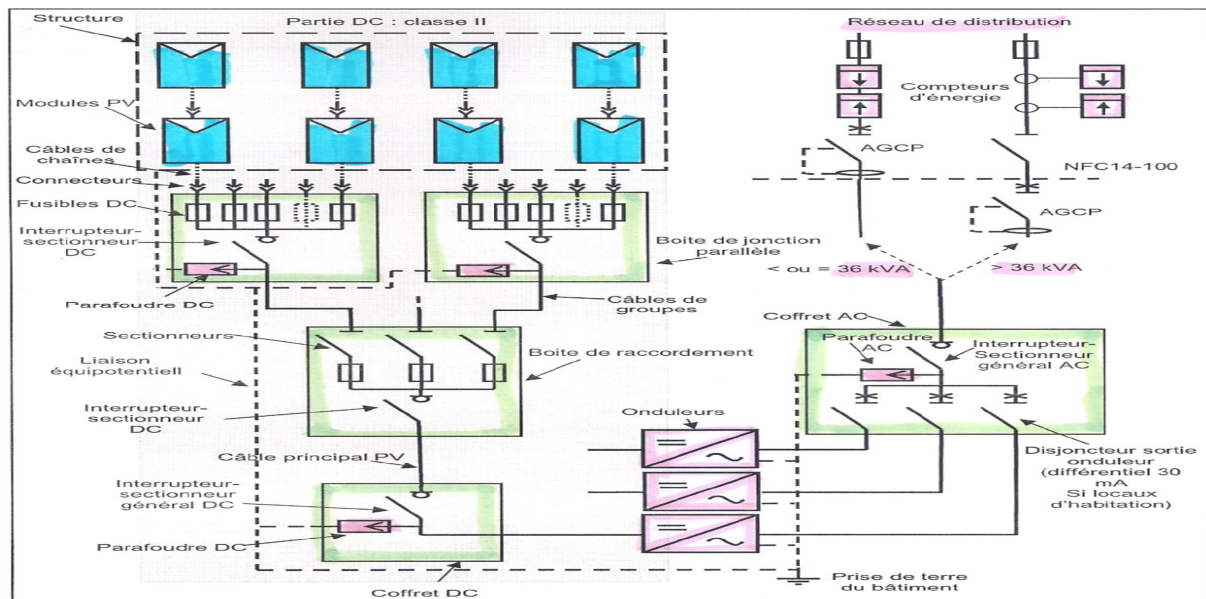 Structure
Partie DC : classe II
Réseau de distribution
Compteurs
d'énergie
Modules PV
Câbles de
chaînes
Connecteurs
Fusibles DC
AGCP
NFC14-100
AGCP
Interrupteur-
sectionneur
DC
Boite de jonction
parallèle
< ou = 36 kVA
> 36 kVA
Parafoudre DC
Câbles de
groupes
Coffret AC
Parafoudre
AC
Interrupteur-
Sectionneur
général AC
Sectionneurs
Liaison
équipotentiell
Boite de raccordement
Interrupteur-
sectionneur
DC
Onduleurs
Câble principal PV
Disjoncteur sortie
onduleur
(différentiel 30
mA
Si locaux
d'habitation)
Interrupteur-
sectionneur
général DC
Parafoudre DC
Coffret DC
Prise de terre
du bâtiment